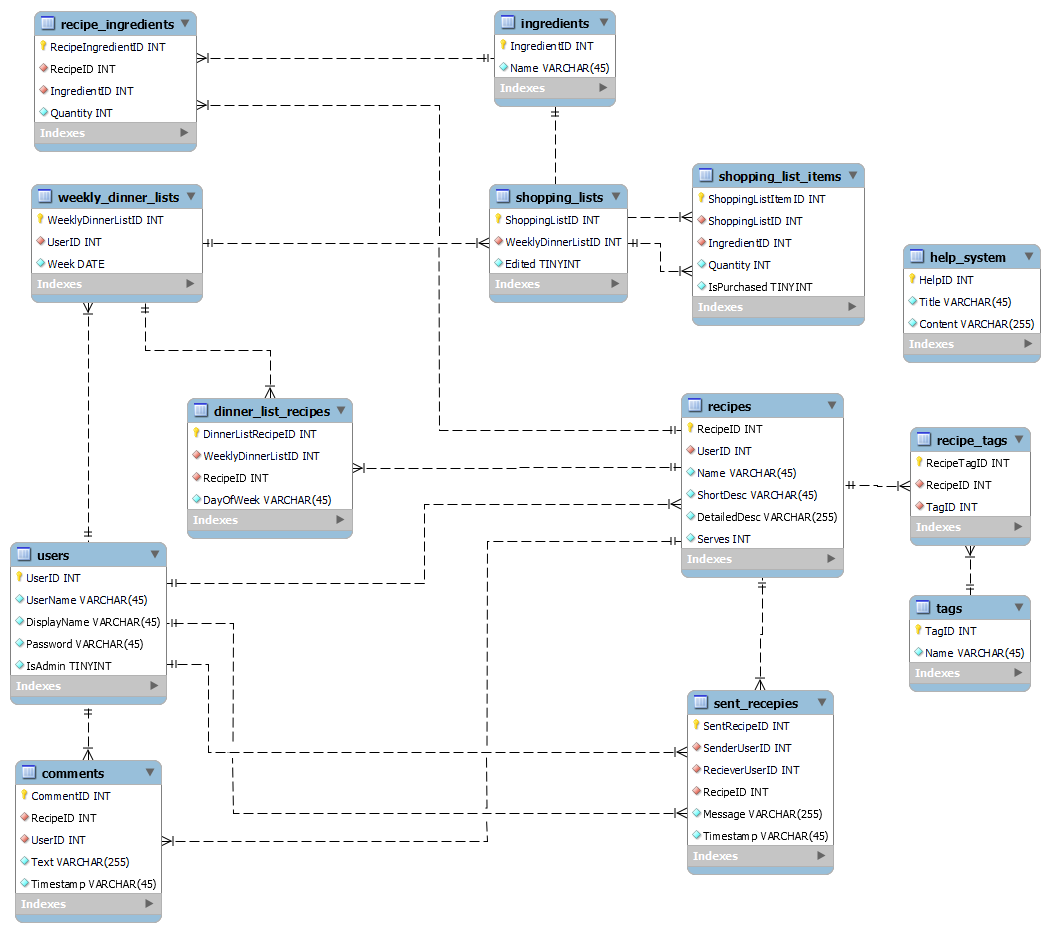 recipe_ingredients
RecipeIngredientID INT
RecipeID INT
IngredientID INT
Quantity INT
Indexes
ingredients
IngredientID INT
Name VARCHAR(45)
Indexes
weekly_dinner_lists
WeeklyDinnerListID INT
UserID INT
Week DATE
Indexes
shopping_lists
ShoppingListID INT
WeeklyDinnerListID INT
Edited TINYINT
Indexes
shopping_list_items
ShoppingListItemID INT
ShoppingListID INT
IngredientID INT
Quantity INT
IsPurchased TINYINT
Indexes
help_system
HelpID INT
Title VARCHAR(45)
Content VARCHAR(255)
Indexes
dinner_list_recipes
DinnerListRecipeID INT
WeeklyDinnerListID INT
RecipeID INT
DayOfWeek VARCHAR(45)
Indexes
recipes
RecipeID INT
UserID INT
Name VARCHAR(45)
ShortDesc VARCHAR(45)
DetailedDesc VARCHAR(255)
Serves INT
Indexes
recipe_tags
RecipeTagID INT
RecipeID INT
TagID INT
Indexes
users
UserID INT
UserName VARCHAR(45)
DisplayName VARCHAR(45)
Password VARCHAR(45)
IsAdmin TINYINT
Indexes
tags
TagID INT
Name VARCHAR(45)
Indexes
sent_recepies
SentRecipeID INT
SenderUserID INT
RecieverUserID INT
RecipeID INT
Message VARCHAR(255)
Timestamp VARCHAR(45)
Indexes
comments
CommentID INT
RecipeID INT
UserID INT
Text VARCHAR(255)
Timestamp VARCHAR(45)
Indexes